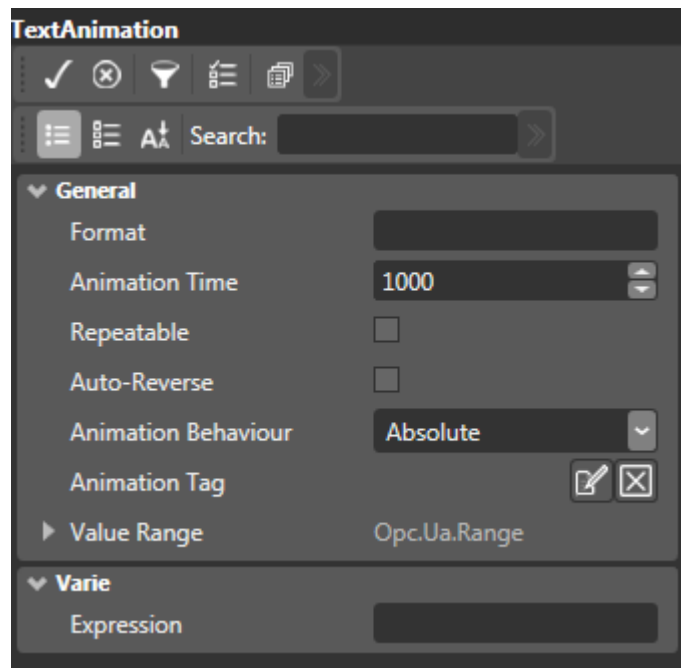 TextAnimation
Search:
General
Format
Animation Time 1000
Repeatable
Auto-Reverse
Animation Behaviour Absolute
Animation Tag
Value Range Opc.Ua.Range
Varie
Expression